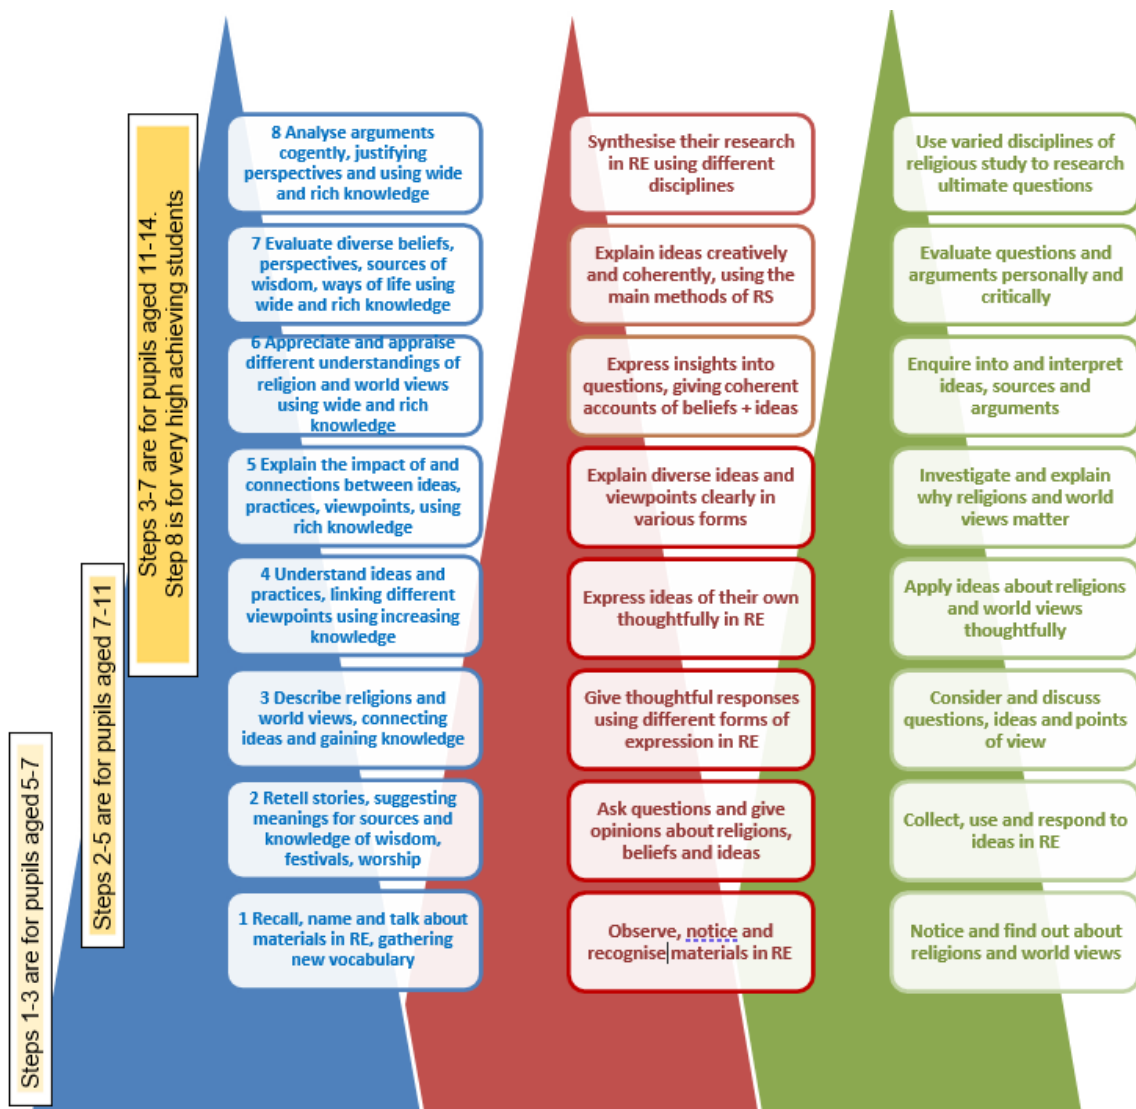 Steps 1-3 are for pupils aged 5-7
Steps 2-5 are for pupils aged 7-11
Steps 3-7 are for pupils aged 11-14.
Step 8 is for very high achieving students
8 Analyse arguments
cogently, justifying
perspectives and using wide
and rich knowledge
7 Evaluate diverse beliefs,
perspectives, sources of
wisdom, ways of life using
wide and rich knowledge
6 Appreciate and appraise
different understandings of
religion and world views
using wide and rich
knowledge
5 Explain the impact of and
connections between ideas,
practices, viewpoints, using
rich knowledge
4 Understand ideas and
practices, linking different
viewpoints using increasing
knowledge
3 Describe religions and
world views, connecting
ideas and gaining knowledge
2 Retell stories, suggesting
meanings for sources and
knowledge of wisdom,
festivals, worship
1 Recall, name and talk about
materials in RE, gathering
new vocabulary
Synthesise their research
in RE using different
disciplines
Explain ideas creatively
and coherently, using the
main methods of RS
Express insights into
questions, giving coherent
accounts of beliefs + ideas
Explain diverse ideas and
viewpoints clearly in
various forms
Express ideas of their own
thoughtfully in RE
Give thoughtful responses
using different forms of
expression in RE
Ask questions and give
opinions about religions,
beliefs and ideas
Observe, notice and
recognise materials in RE
Use varied disciplines of
religious study to research
ultimate questions
Evaluate questions and
arguments personally and
critically
Enquire into and interpret
ideas, sources and
arguments
Investigate and explain
why religions and world
views matter
Apply ideas about religions
and world views
thoughtfully
Consider and discuss
questions, ideas and points
of view
Collect, use and respond to
ideas in RE
Notice and find out about
religions and world views